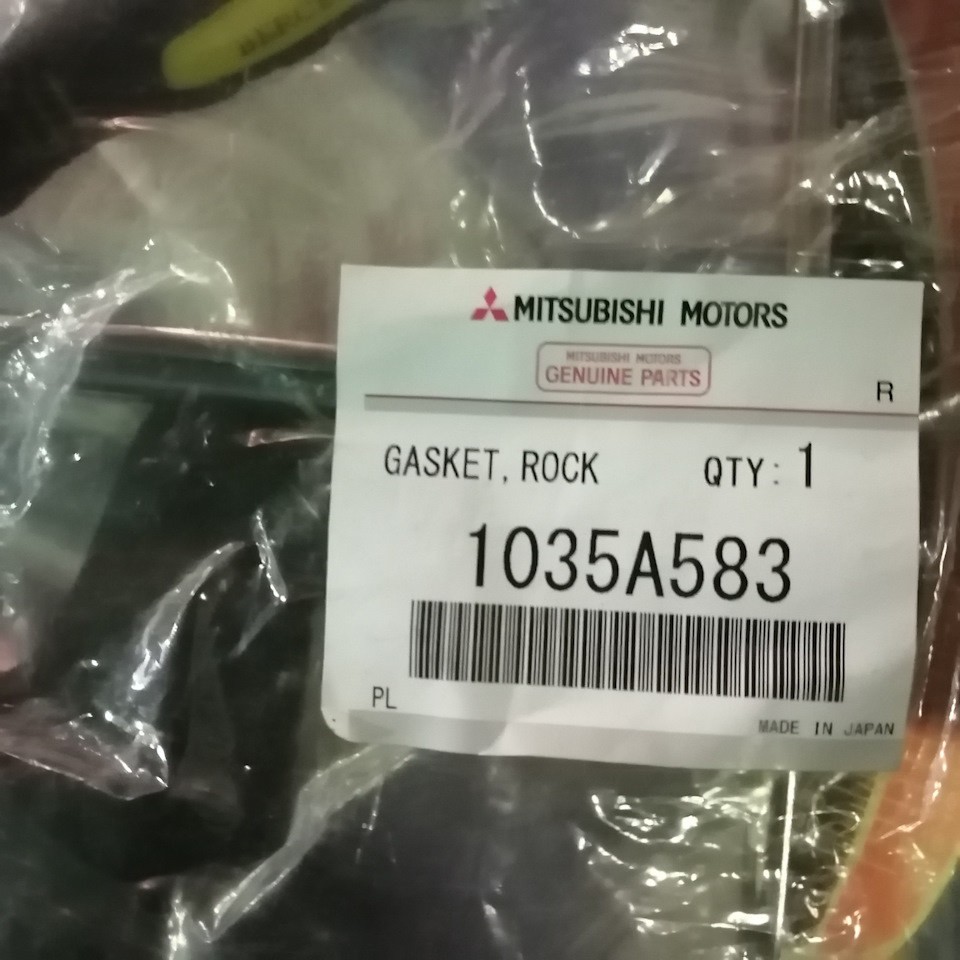 MITSUBISHI MOTORS
MITSUBISHI MOTORS
GENUINE PARTS
R
GASKET, ROCK QTY: 1
1035A583
PL
MADE IN JAPAN